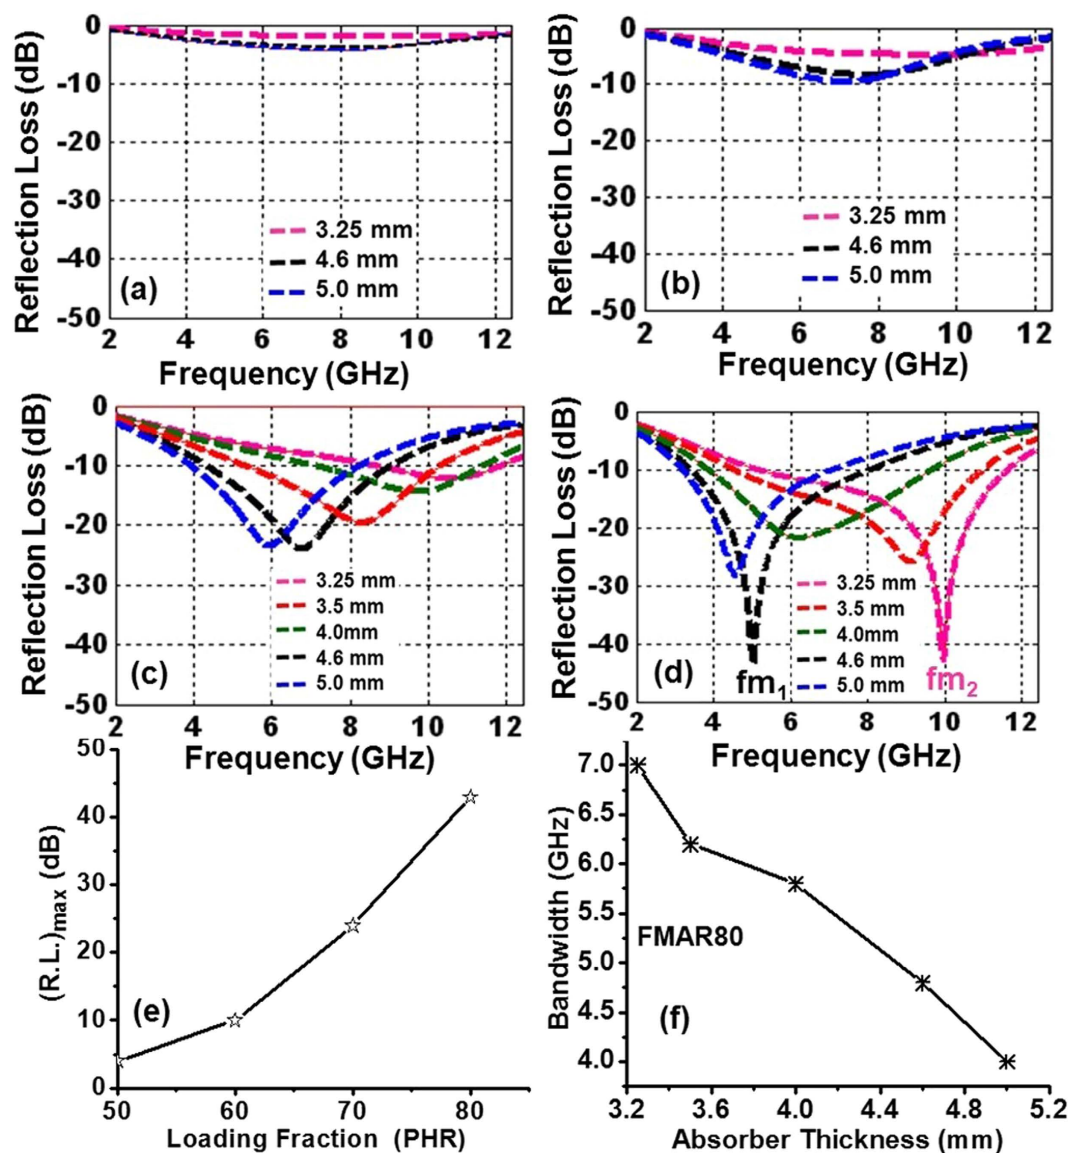 0
-10
-20
-30
-40
-50
Reflection Loss (dB)
3.25 mm
4.6 mm
5.0 mm
(a)
2 4 6 8 10 12
Frequency (GHz)
0
-10
-20
-30
-40
-50
Reflection Loss (dB)
3.25 mm
4.6 mm
5.0 mm
(b)
2 4 6 8 10 12
Frequency (GHz)
0
-10
-20
-30
-40
-50
Reflection Loss (dB)
3.25 mm
3.5 mm
4.0mm
4.6 mm
5.0 mm
(c)
2 4 6 8 10 12
Frequency (GHz)
0
-10
-20
-30
-40
-50
Reflection Loss (dB)
3.25 mm
3.5 mm
4.0mm
4.6 mm
5.0 mm
(d)
fm₁
fm₂
2 4 6 8 10 12
Frequency (GHz)
50
40
30
20
10
0
(R.L.)max (dB)
(e)
50 60 70 80
Loading Fraction (PHR)
7.0
6.5
6.0
5.5
5.0
4.5
4.0
Bandwidth (GHz)
FMAR80
(f)
3.2 3.6 4.0 4.4 4.8 5.2
Absorber Thickness (mm)